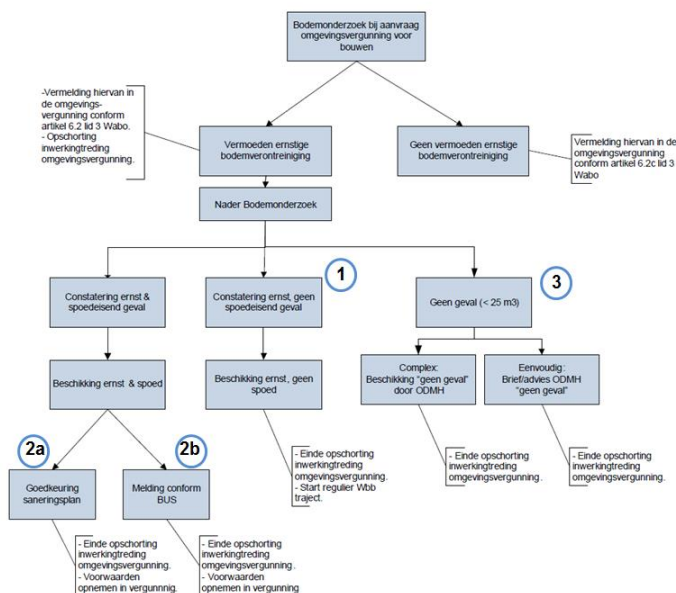 Bodemonderzoek bij aanvraag
omgevingsvergunning voor
bouwen
-Vermelding hiervan in
de omgevings-
vergunning conform
artikel 6.2 lid 3 Wabo.
- Opschorting
inwerkingtreding
omgevingsvergunning.
Vermoeden ernstige
bodemverontreiniging
Geen vermoeden ernstige
bodemverontreiniging
Vermelding hiervan in de
omgevingsvergunning
conform artikel 6.2c lid 3
Wabo
Nader Bodemonderzoek
1
3
Constatering ernst &
spoedeisend geval
Constatering ernst, geen
spoedeisend geval
Geen geval (< 25 m3)
Beschikking ernst & spoed
Beschikking ernst, geen
spoed
Complex:
Beschikking "geen geval"
door ODMH
Eenvoudig:
Brief/advies ODMH
"geen geval"
2a
2b
Goedkeuring
saneringsplan
Melding conform
BUS
- Einde opschorting
inwerkingtreding
omgevingsvergunning.
- Start regulier Wbb
traject.
- Einde opschorting
inwerkingtreding
omgevingsvergunning.
- Einde opschorting
inwerkingtreding
omgevingsvergunning.
- Einde opschorting
inwerkingtreding
omgevingsvergunning.
- Voorwaarden
opnemen in vergunnnig.
- Einde opschorting
inwerkingtreding
omgevingsvergunning.
- Voorwaarden
opnemen in vergunning